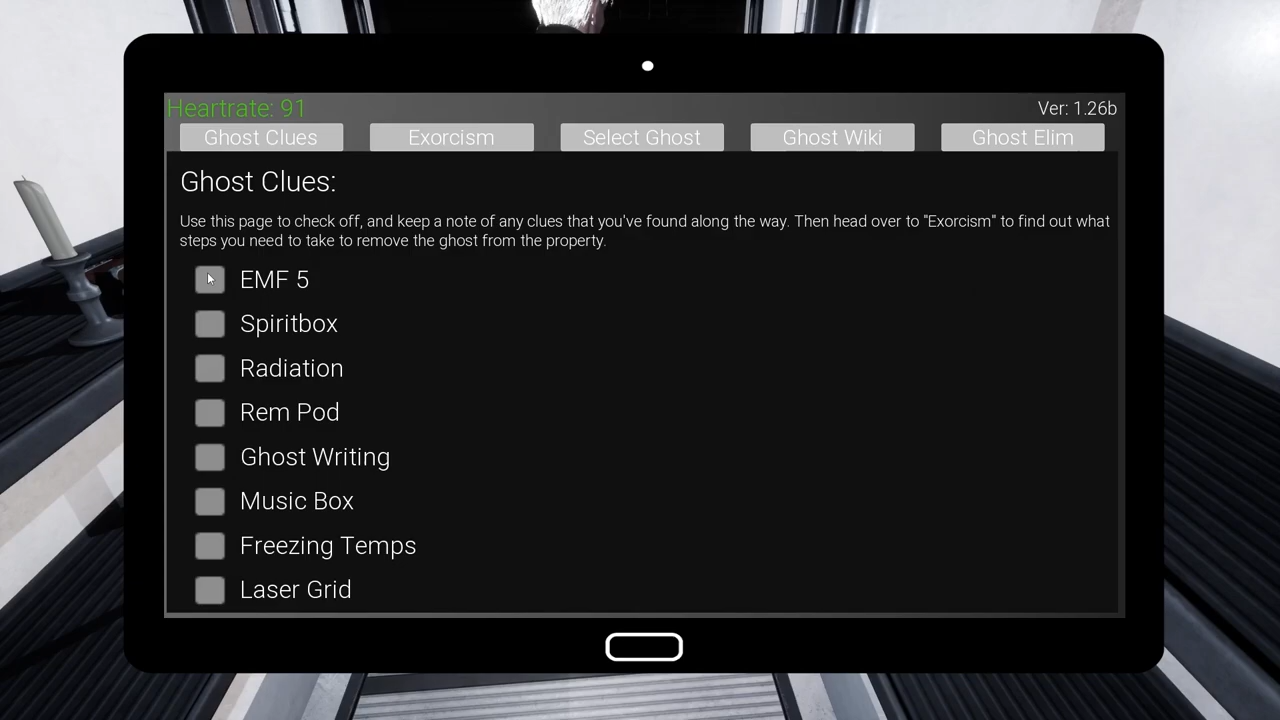 Heartrate: 91
Ver: 1.26b
Ghost Clues
Exorcism
Select Ghost
Ghost Wiki
Ghost Elim
Ghost Clues:
Use this page to check off, and keep a note of any clues that you've found along the way. Then head over to "Exorcism" to find out what
steps you need to take to remove the ghost from the property.
EMF 5
Spiritbox
Radiation
Rem Pod
Ghost Writing
Music Box
Freezing Temps
Laser Grid